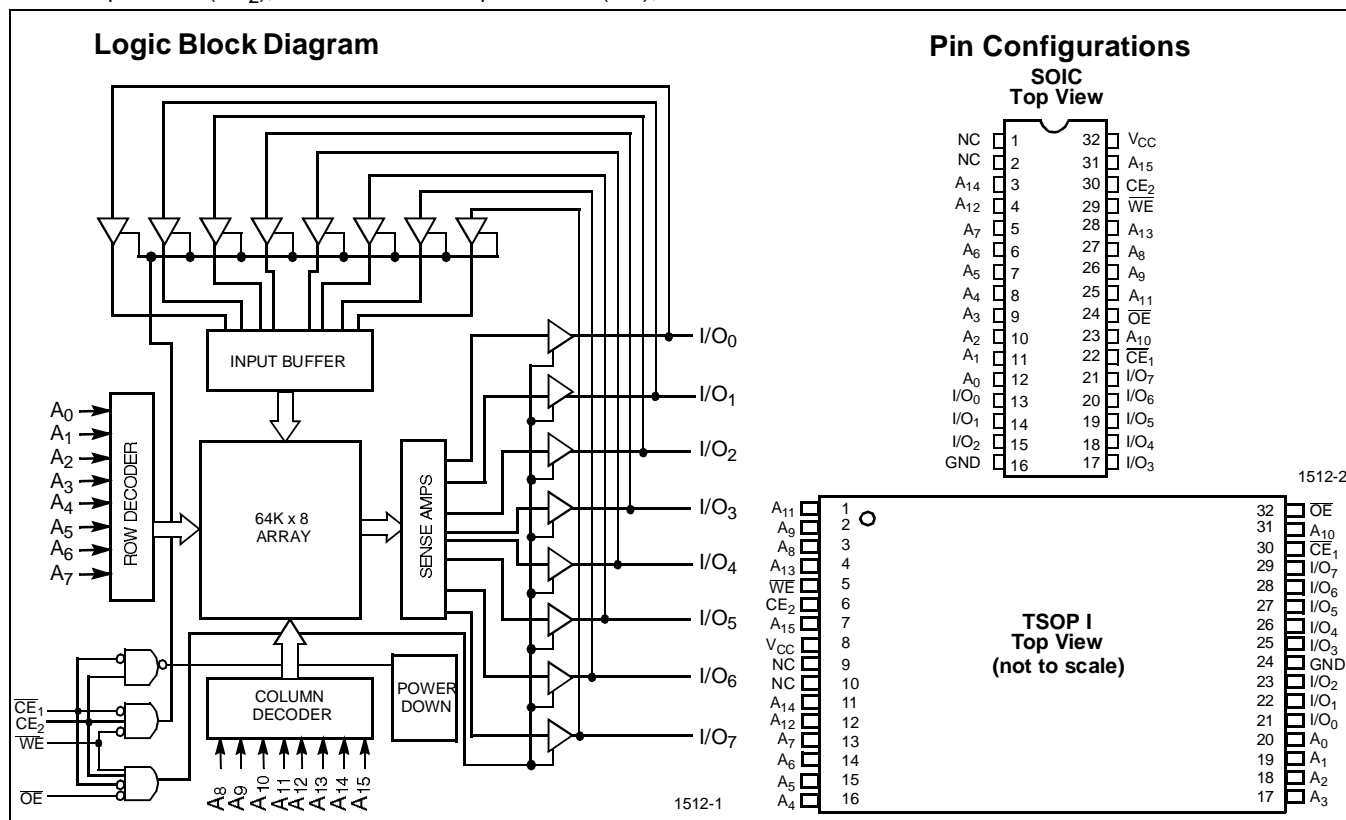 Logic Block Diagram
INPUT BUFFER
A0
A1
A2
A3
A4
A5
A6
A7
ROW DECODER
64K x 8
ARRAY
SENSE AMPS
I/O0
I/O1
I/O2
I/O3
I/O4
I/O5
I/O6
I/O7
COLUMN
DECODER
POWER
DOWN
C̅E̅1
CE2
W̅E̅
O̅E̅
A8
A9
A10
A11
A12
A13
A14
A15
1512-1
Pin Configurations
SOIC
Top View
NC 1 32 VCC
NC 2 31 A15
A14 3 30 CE2
A12 4 29 W̅E̅
A7 5 28 A13
A6 6 27 A8
A5 7 26 A9
A4 8 25 A11
A3 9 24 O̅E̅
A2 10 23 A10
A1 11 22 C̅E̅1
A0 12 21 I/O7
I/O0 13 20 I/O6
I/O1 14 19 I/O5
I/O2 15 18 I/O4
GND 16 17 I/O3
1512-2
TSOP I
Top View
(not to scale)
A11 1 32 O̅E̅
A9 2 31 A10
A8 3 30 C̅E̅1
A13 4 29 I/O7
W̅E̅ 5 28 I/O6
CE2 6 27 I/O5
A15 7 26 I/O4
VCC 8 25 I/O3
NC 9 24 GND
NC 10 23 I/O2
A14 11 22 I/O1
A12 12 21 I/O0
A7 13 20 A0
A6 14 19 A1
A5 15 18 A2
A4 16 17 A3